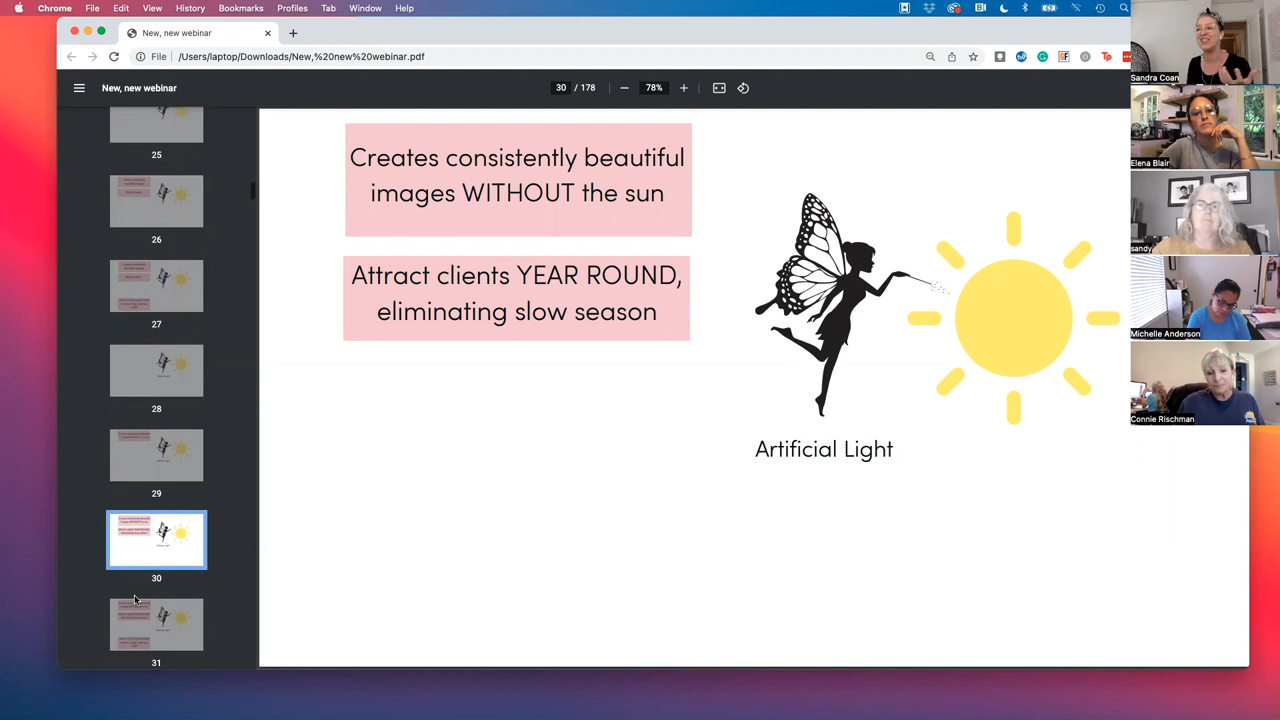 Chrome File Edit View History Bookmarks Profiles Tab Window Help
New, new webinar
File /Users/laptop/Downloads/New,%20new%20webinar.pdf
New, new webinar
30 / 178
78%
25
26
27
28
29
30
31
Creates consistently beautiful
images WITHOUT the sun
Attract clients YEAR ROUND,
eliminating slow season
Artificial Light
Sandra Coan
Elena Blair
sandy
Michelle Anderson
Connie Rischman